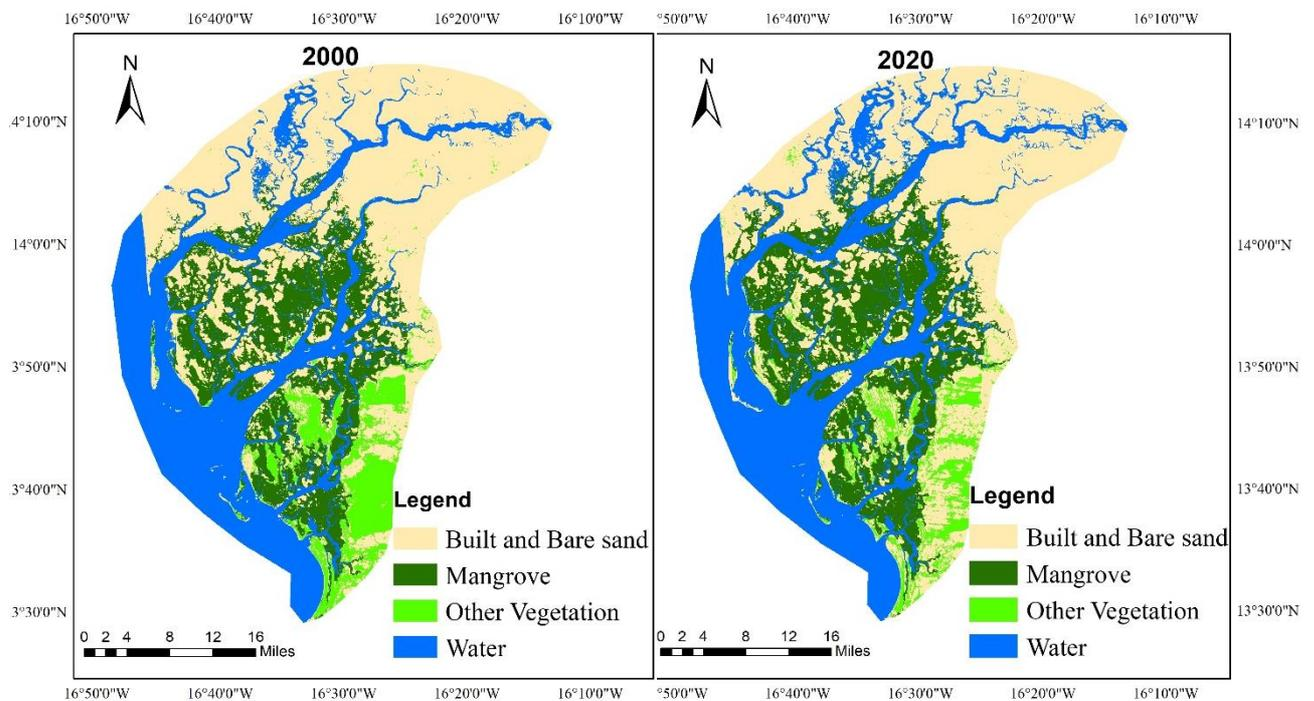 16°50'0"W 16°40'0"W 16°30'0"W 16°20'0"W 16°10'0"W °50'0"W 16°40'0"W 16°30'0"W 16°20'0"W 16°10'0"W
2000
2020
N
N
4°10'0"N
14°10'0"N
4°0'0"N
14°0'0"N
3°50'0"N
13°50'0"N
3°40'0"N
13°40'0"N
3°30'0"N
13°30'0"N
Legend
Built and Bare sand
Mangrove
Other Vegetation
Water
0 2 4 8 12 16
Miles
Legend
Built and Bare sand
Mangrove
Other Vegetation
Water
0 2 4 8 12 16
Miles
16°50'0"W 16°40'0"W 16°30'0"W 16°20'0"W 16°10'0"W °50'0"W 16°40'0"W 16°30'0"W 16°20'0"W 16°10'0"W